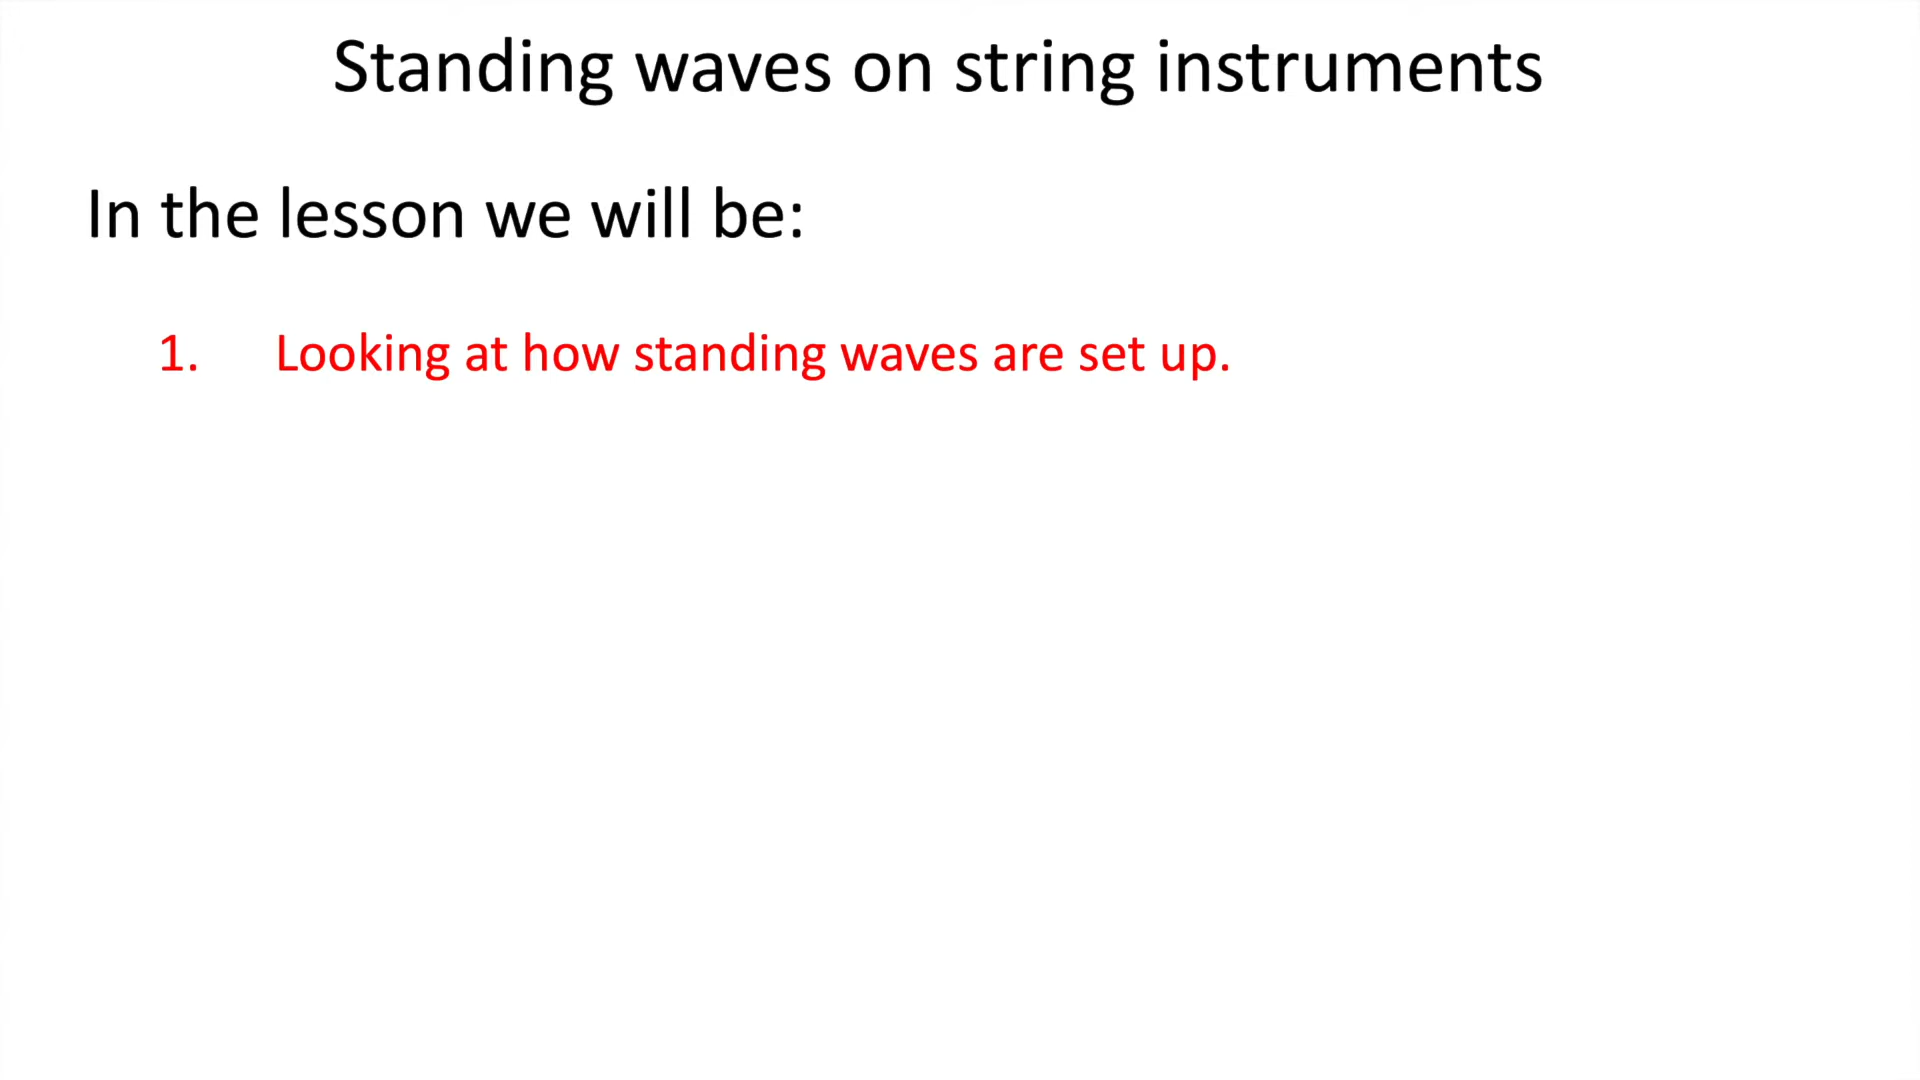 Standing waves on string instruments
In the lesson we will be:
1. Looking at how standing waves are set up.